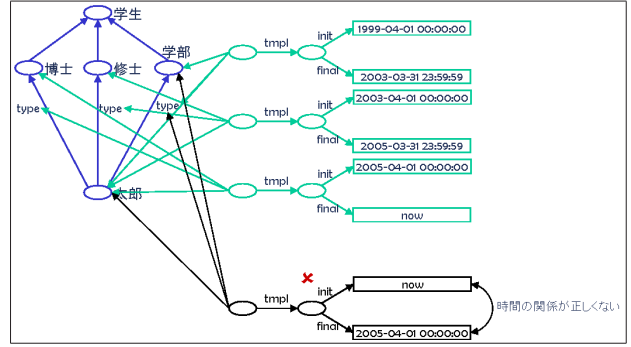 学生
init
1999-04-01 00:00:00
tmpl
学部
final
2003-03-31 23:59:59
博士
修士
init
2003-04-01 00:00:00
type
type
type
tmpl
final
2005-03-31 23:59:59
init
2005-04-01 00:00:00
tmpl
太郎
final
now
init
now
tmpl
時間の関係が正しくない
final
2005-04-01 00:00:00